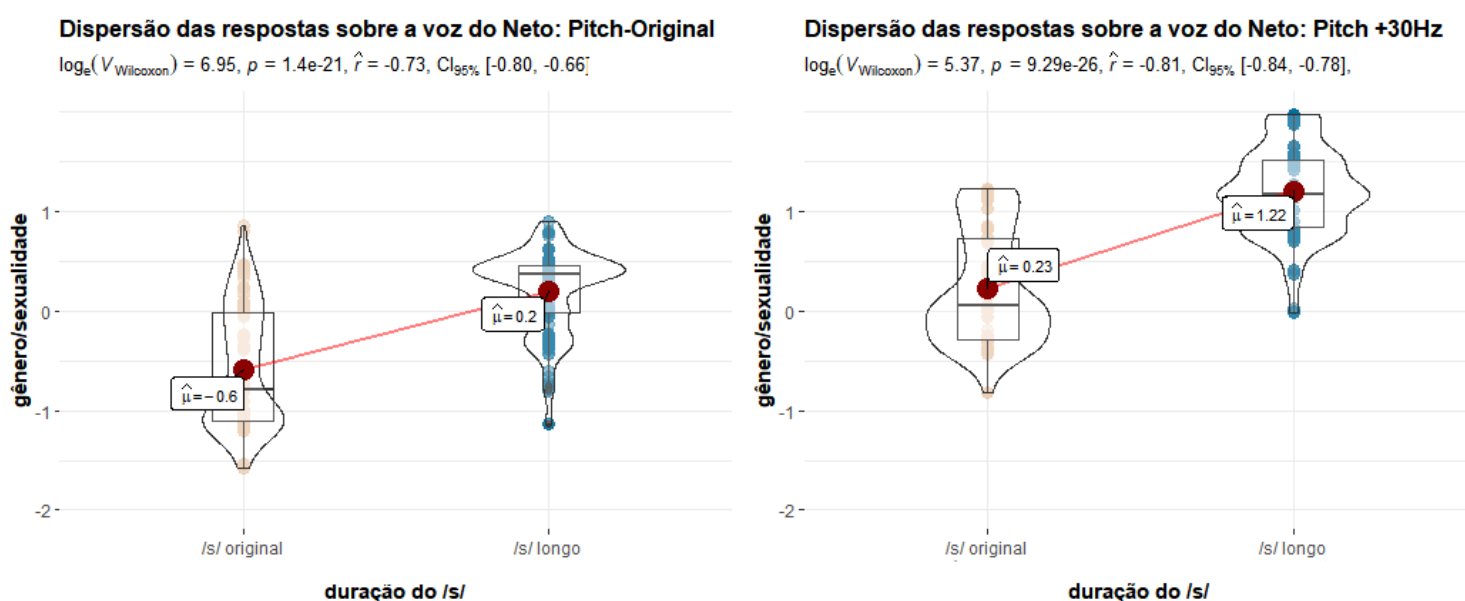 Dispersão das respostas sobre a voz do Neto: Pitch-Original
logₑ(V Wilcoxon) = 6.95, p = 1.4e-21, r̂ = -0.73, CI95% [-0.80, -0.66]
gênero/sexualidade
1
0
-1
-2
μ̂ = −0.6
μ̂ = 0.2
/s/ original
/s/ longo
duração do /s/
Dispersão das respostas sobre a voz do Neto: Pitch +30Hz
logₑ(V Wilcoxon) = 5.37, p = 9.29e-26, r̂ = -0.81, CI95% [-0.84, -0.78],
gênero/sexualidade
1
0
-1
-2
μ̂ = 0.23
μ̂ = 1.22
/s/ original
/s/ longo
duração do /s/